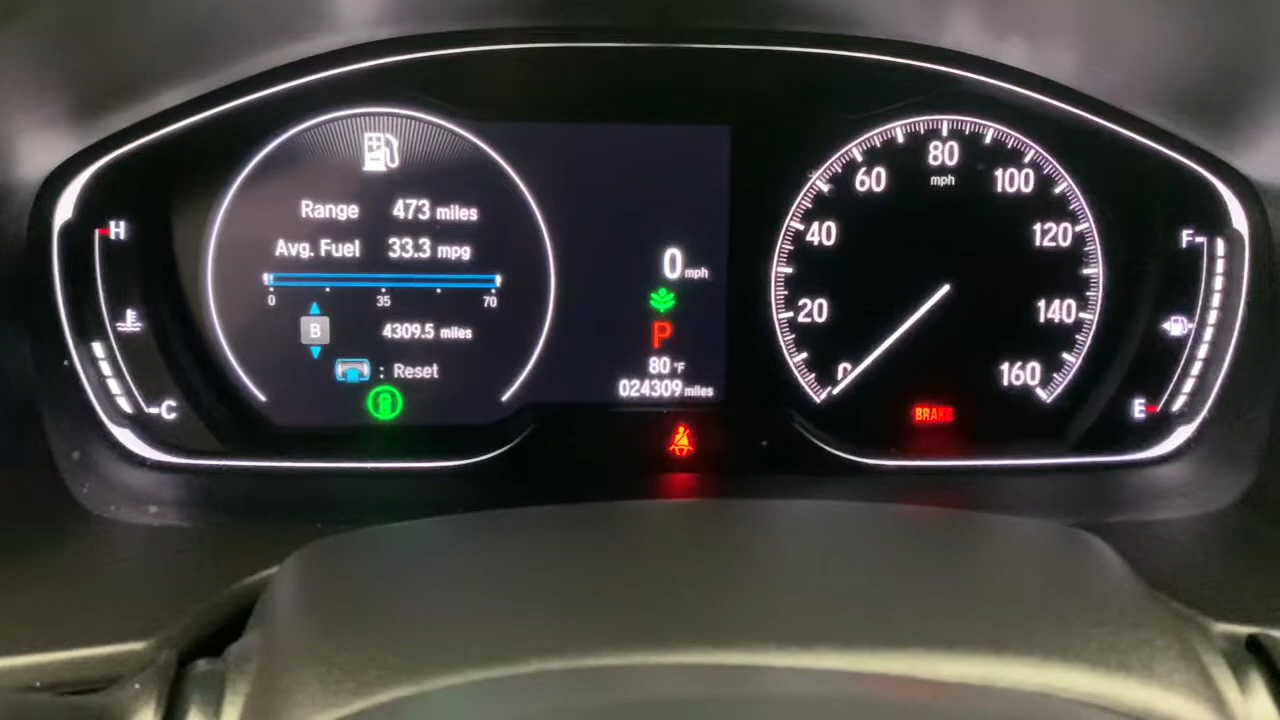 H
C
Range 473 miles
Avg. Fuel 33.3 mpg
0 35 70
B 4309.5 miles
: Reset
0 mph
P
80 °F
024309 miles
0
20
40
60
80
mph
100
120
140
160
BRAKE
F
E